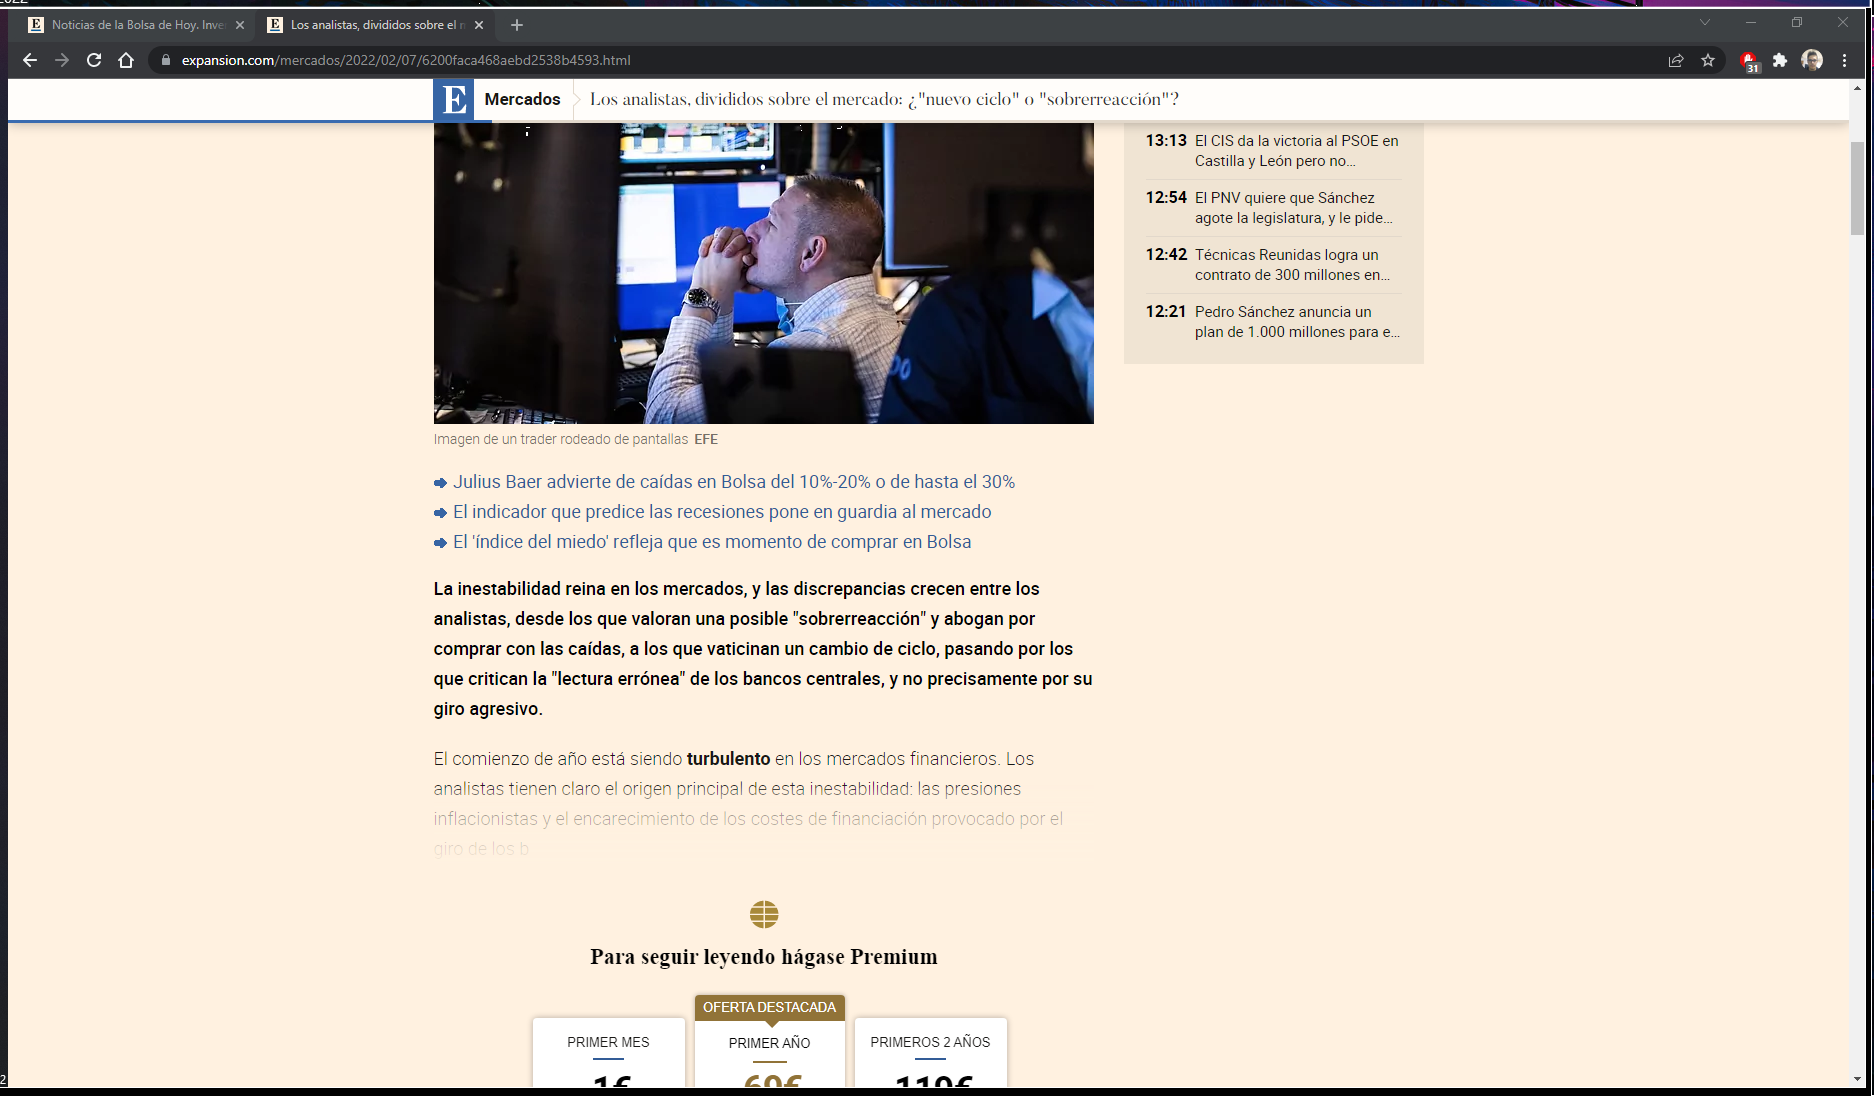 2022
Noticias de la Bolsa de Hoy. Inve
Los analistas, divididos sobre el m
expansion.com/mercados/2022/02/07/6200faca468aebd2538b4593.html
31
E Mercados Los analistas, divididos sobre el mercado: ¿"nuevo ciclo" o "sobrerreacción"?
13:13 El CIS da la victoria al PSOE en
Castilla y León pero no...
12:54 El PNV quiere que Sánchez
agote la legislatura, y le pide...
12:42 Técnicas Reunidas logra un
contrato de 300 millones en...
12:21 Pedro Sánchez anuncia un
plan de 1.000 millones para e...
Imagen de un trader rodeado de pantallas EFE
Julius Baer advierte de caídas en Bolsa del 10%-20% o de hasta el 30%
El indicador que predice las recesiones pone en guardia al mercado
El 'índice del miedo' refleja que es momento de comprar en Bolsa
La inestabilidad reina en los mercados, y las discrepancias crecen entre los
analistas, desde los que valoran una posible "sobrerreacción" y abogan por
comprar con las caídas, a los que vaticinan un cambio de ciclo, pasando por los
que critican la "lectura errónea" de los bancos centrales, y no precisamente por su
giro agresivo.
El comienzo de año está siendo turbulento en los mercados financieros. Los
analistas tienen claro el origen principal de esta inestabilidad: las presiones
inflacionistas y el encarecimiento de los costes de financiación provocado por el
giro de los b
Para seguir leyendo hágase Premium
OFERTA DESTACADA
PRIMER MES
PRIMER AÑO
PRIMEROS 2 AÑOS
1€
69€
119€
2